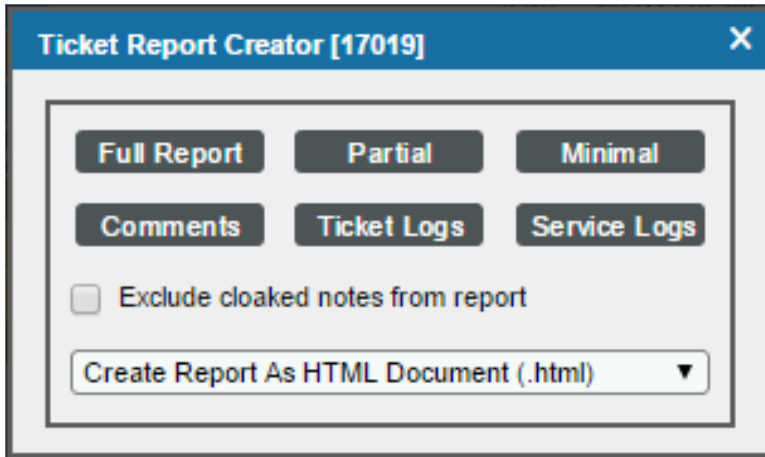 Ticket Report Creator [17019] X
Full Report Partial Minimal
Comments Ticket Logs Service Logs
Exclude cloaked notes from report
Create Report As HTML Document (.html) ▼